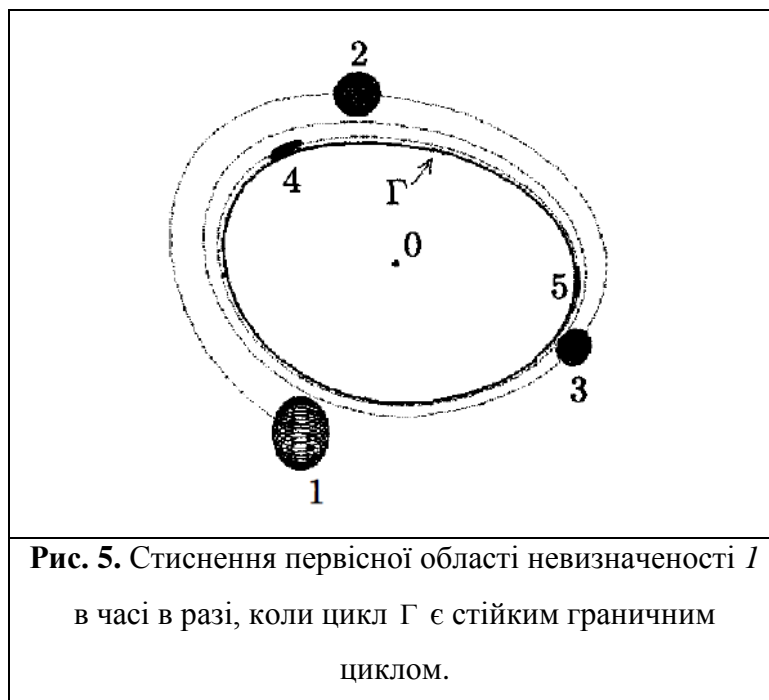 2
4
Γ
0
5
3
1
Рис. 5. Стиснення первісної області невизначеності 1
в часі в разі, коли цикл Γ є стійким граничним
циклом.